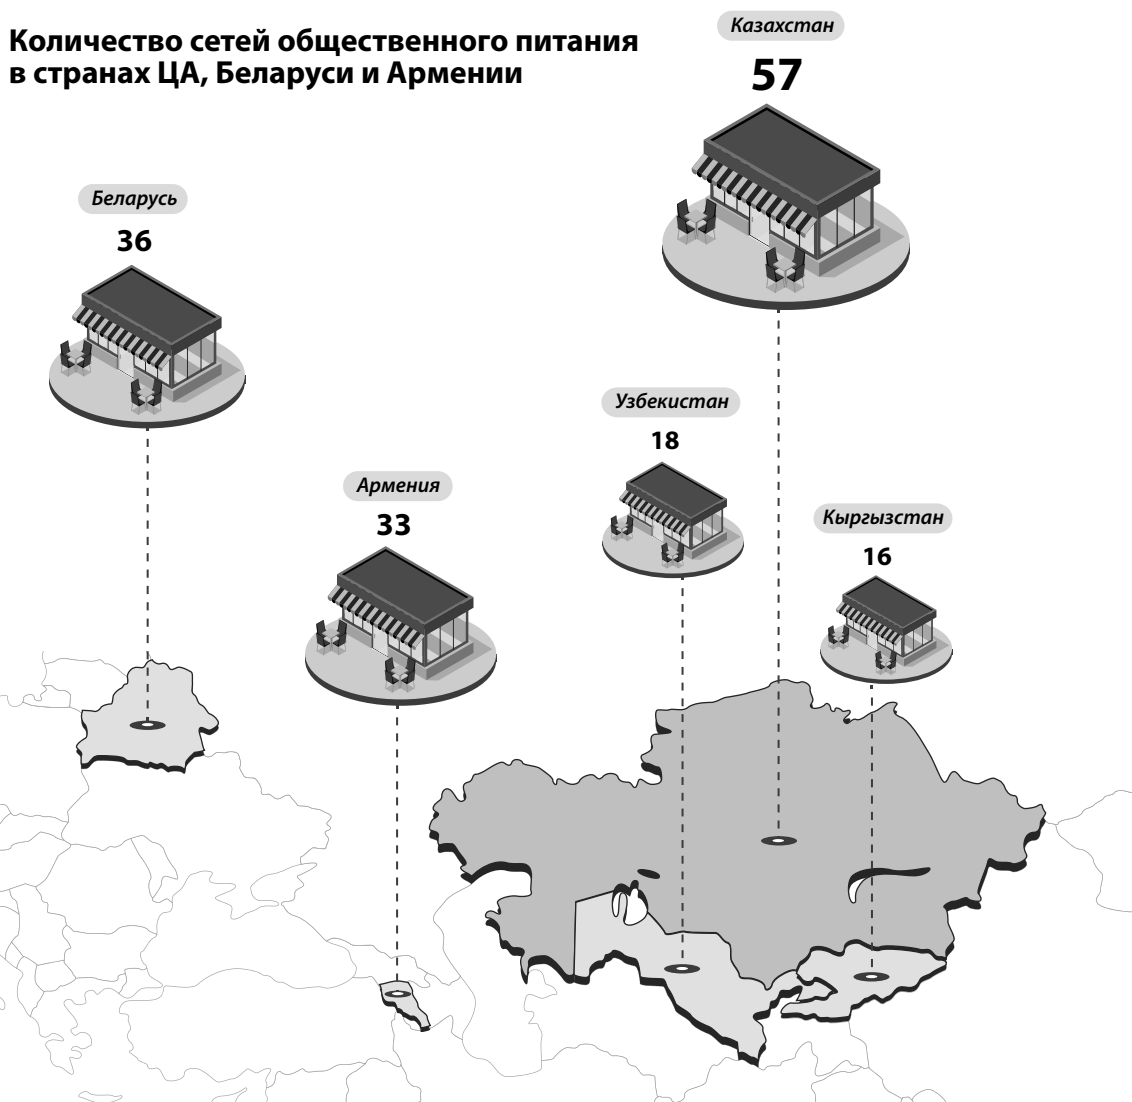 Количество сетей общественного питания
в странах ЦА, Беларуси и Армении
Казахстан
57
Беларусь
36
Узбекистан
18
Армения
33
Кыргызстан
16